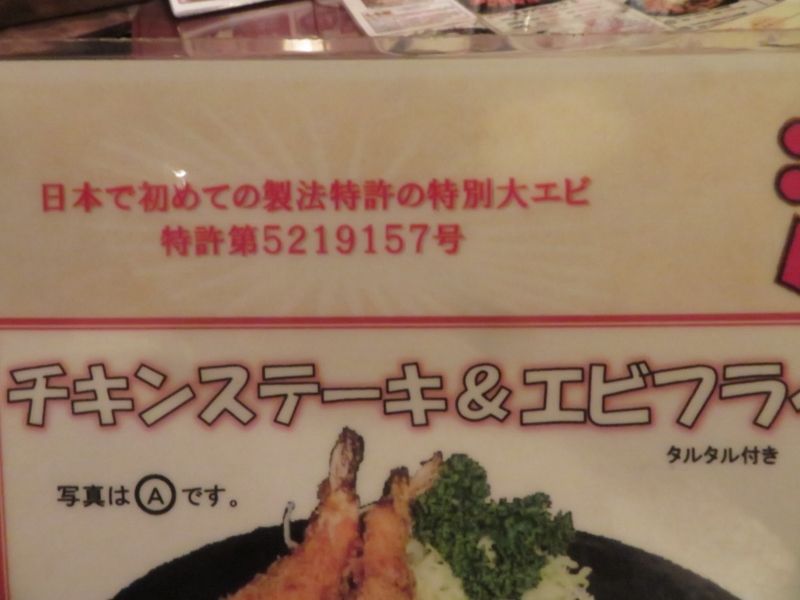 日本で初めての製法特許の特別大エビ
特許第5219157号
チキンステーキ&エビフライ
タルタル付き
写真はⒶです。